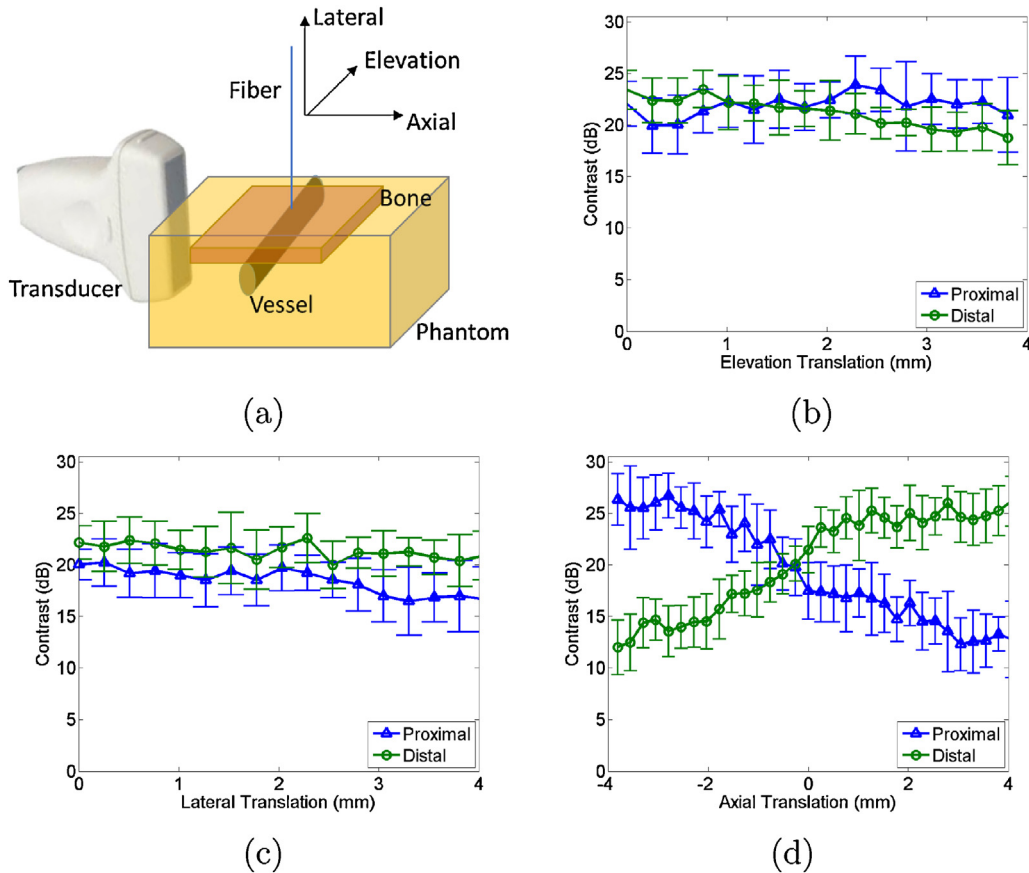 Lateral
Elevation
Fiber
Axial
Bone
Transducer
Vessel
Phantom
(a)
30
25
20
15
10
5
0
Contrast (dB)
Proximal
Distal
0 1 2 3 4
Elevation Translation (mm)
(b)
30
25
20
15
10
5
0
Contrast (dB)
Proximal
Distal
0 1 2 3 4
Lateral Translation (mm)
(c)
30
25
20
15
10
5
0
Contrast (dB)
Proximal
Distal
-4 -2 0 2 4
Axial Translation (mm)
(d)